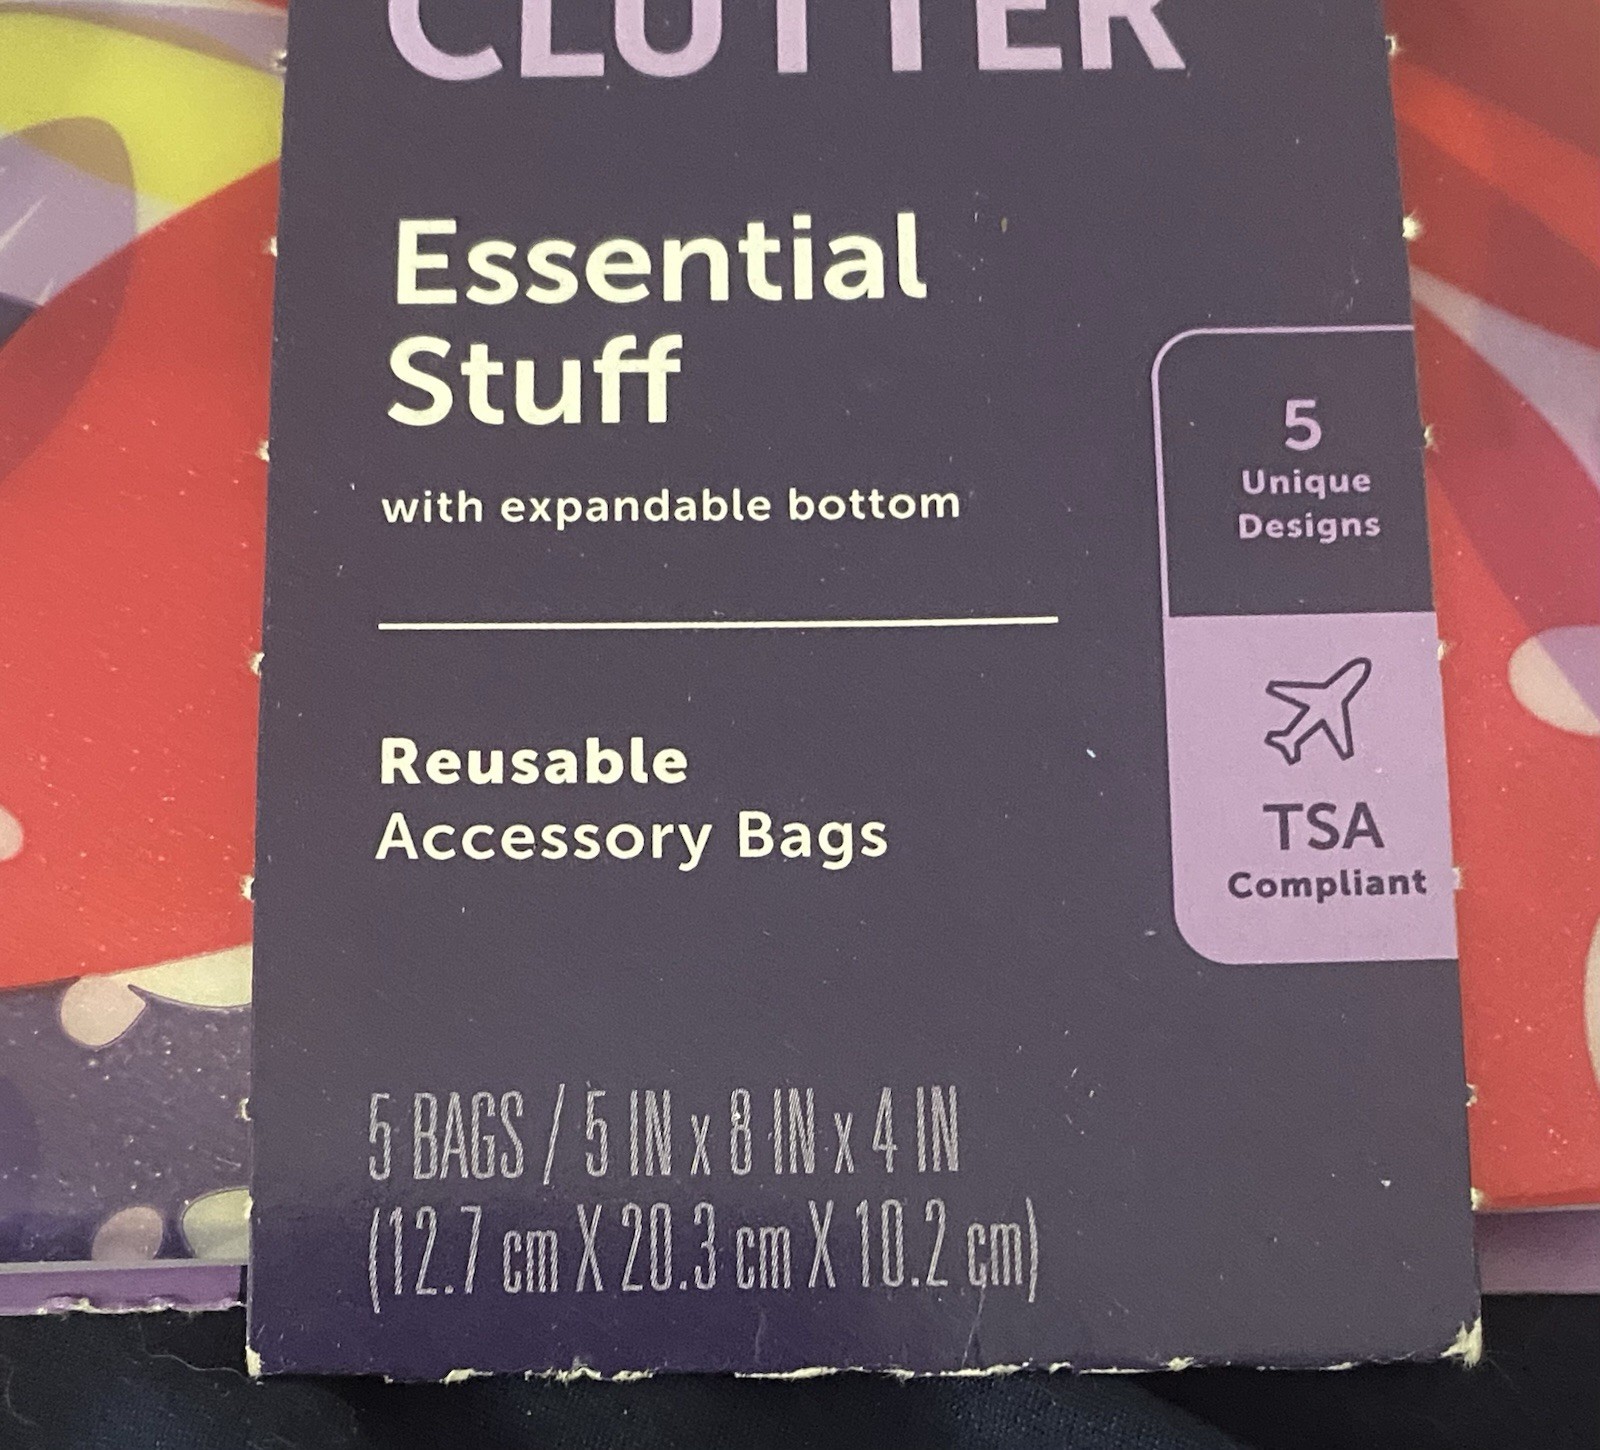 CLUTTER
Essential
Stuff
with expandable bottom
5
Unique
Designs
TSA
Compliant
Reusable
Accessory Bags
5 BAGS / 5 IN x 8 IN x 4 IN
(12.7 cm X 20.3 cm X 10.2 cm)